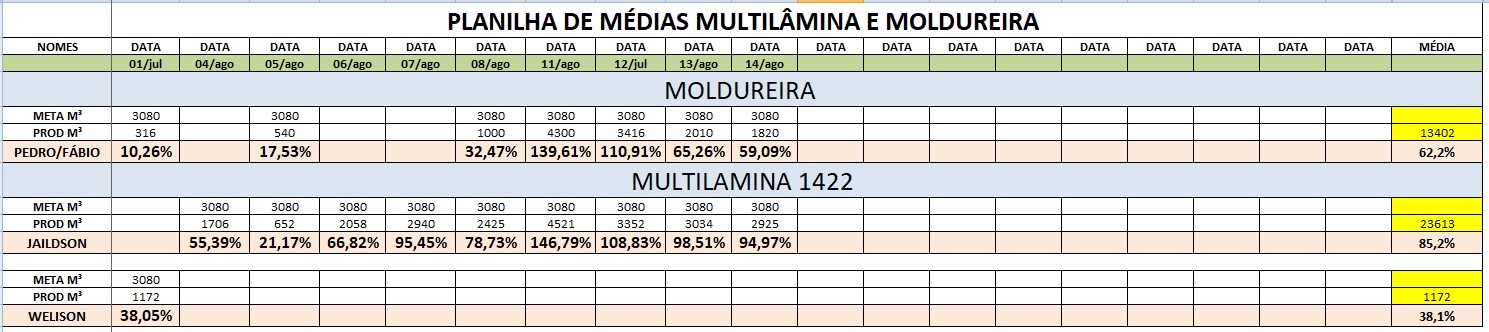 PLANILHA DE MÉDIAS MULTILÂMINA E MOLDUREIRA
NOMES DATA DATA DATA DATA DATA DATA DATA DATA DATA DATA DATA DATA DATA DATA DATA DATA DATA DATA DATA MÉDIA
01/jul 04/ago 05/ago 06/ago 07/ago 08/ago 11/ago 12/jul 13/ago 14/ago
MOLDUREIRA
META M³ 3080 3080 3080 3080 3080 3080 3080
PROD M³ 316 540 1000 4300 3416 2010 1820 13402
PEDRO/FÁBIO 10,26% 17,53% 32,47% 139,61% 110,91% 65,26% 59,09% 62,2%
MULTILAMINA 1422
META M³ 3080 3080 3080 3080 3080 3080 3080 3080 3080
PROD M³ 1706 652 2058 2940 2425 4521 3352 3034 2925 23613
JAILDSON 55,39% 21,17% 66,82% 95,45% 78,73% 146,79% 108,83% 98,51% 94,97% 85,2%
META M³ 3080
PROD M³ 1172 1172
WELISON 38,05% 38,1%